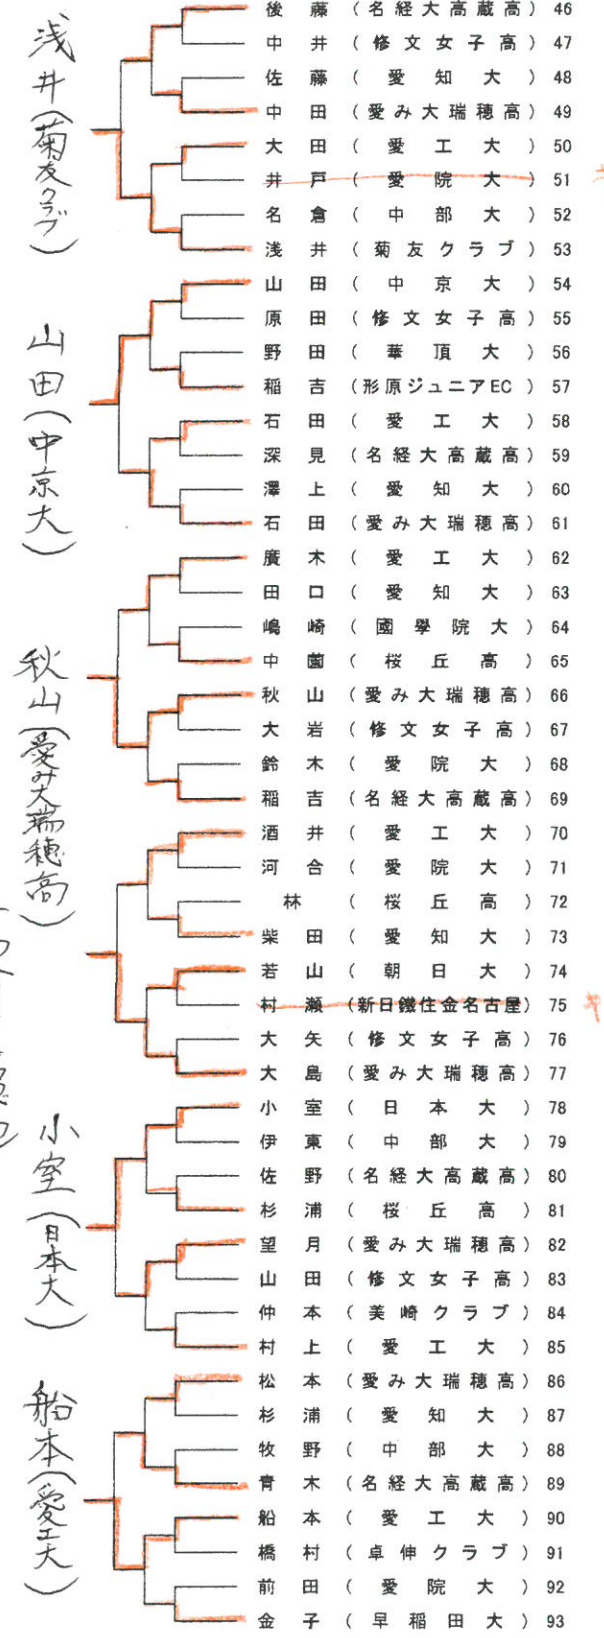 後藤（名経大高蔵高）46
中井（修文女子高）47
佐藤（愛知大）48
中田（愛み大瑞穂高）49
大田（愛工大）50
井戸（愛院大）51
名倉（中部大）52
浅井（菊友クラブ）53
山田（中京大）54
原田（修文女子高）55
野田（華頂大）56
稲吉（形原ジュニアEC）57
石田（愛工大）58
深見（名経大高蔵高）59
澤上（愛知大）60
石田（愛み大瑞穂高）61
廣木（愛工大）62
田口（愛知大）63
嶋崎（國學院大）64
中薗（桜丘高）65
秋山（愛み大瑞穂高）66
大岩（修文女子高）67
鈴木（愛院大）68
稲吉（名経大高蔵高）69
酒井（愛工大）70
河合（愛院大）71
林（桜丘高）72
柴田（愛知大）73
若山（朝日大）74
村瀬（新日鐵住金名古屋）75
大矢（修文女子高）76
大島（愛み大瑞穂高）77
小室（日本大）78
伊東（中部大）79
佐野（名経大高蔵高）80
杉浦（桜丘高）81
望月（愛み大瑞穂高）82
山田（修文女子高）83
仲本（美崎クラブ）84
村上（愛工大）85
松本（愛み大瑞穂高）86
杉浦（愛知大）87
牧野（中部大）88
青木（名経大高蔵高）89
船本（愛工大）90
橋村（卓伸クラブ）91
前田（愛院大）92
金子（早稲田大）93
浅井（菊友クラブ）
山田（中京大）
秋山（愛み大瑞穂高）
小室（日本大）
船本（愛工大）